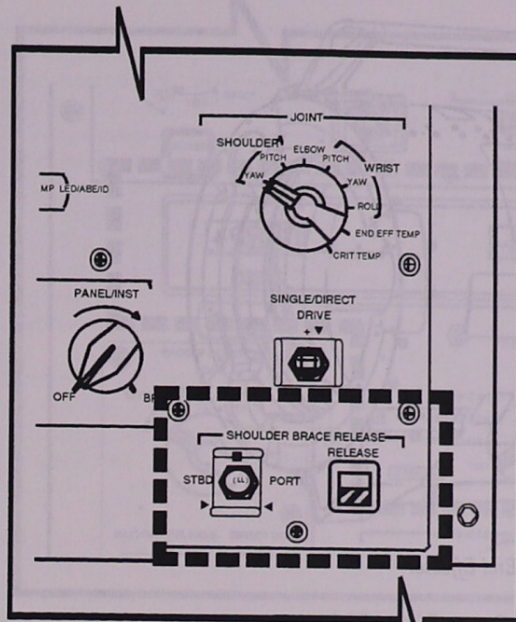 JOINT
SHOULDER
ELBOW
PITCH
PITCH
WRIST
YAW
YAW
MP LED/ABE/ID
ROLL
END EFF TEMP
CRIT TEMP
PANEL/INST
SINGLE/DIRECT
DRIVE
+
OFF
SHOULDER BRACE RELEASE
RELEASE
STBD
PORT